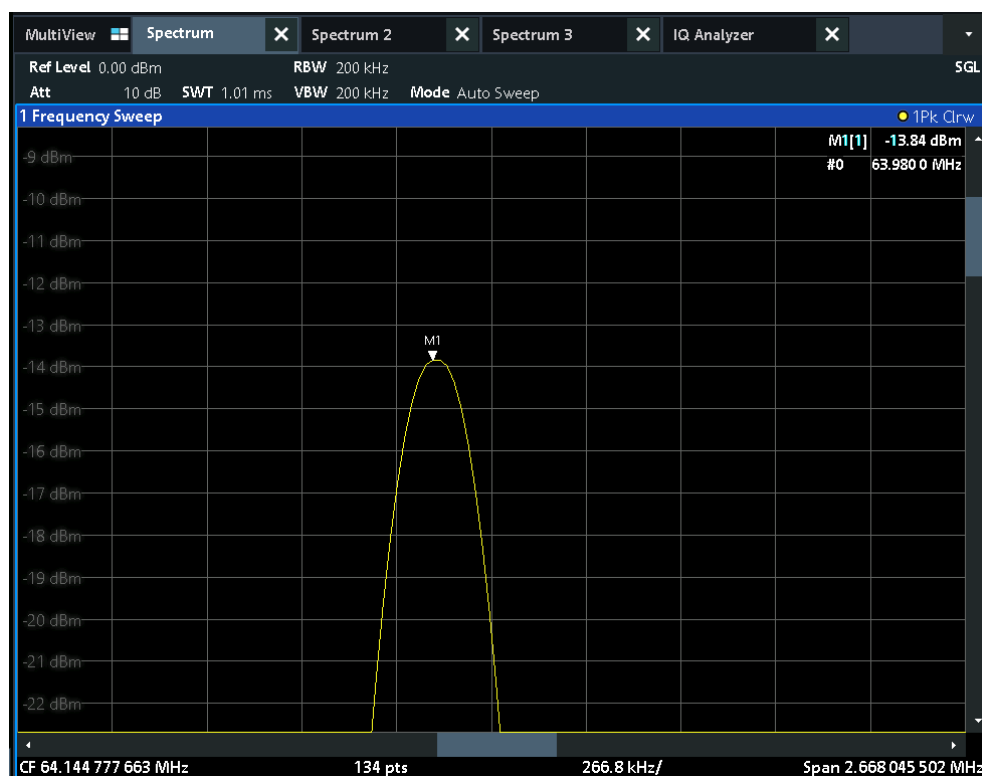 MultiView Spectrum Spectrum 2 Spectrum 3 IQ Analyzer
Ref Level 0.00 dBm RBW 200 kHz SGL
Att 10 dB SWT 1.01 ms VBW 200 kHz Mode Auto Sweep
1 Frequency Sweep 1Pk Clrw
M1[1] -13.84 dBm
-9 dBm
#0 63.980 0 MHz
-10 dBm
-11 dBm
-12 dBm
-13 dBm
M1
-14 dBm
-15 dBm
-16 dBm
-17 dBm
-18 dBm
-19 dBm
-20 dBm
-21 dBm
-22 dBm
CF 64.144 777 663 MHz 134 pts 266.8 kHz/ Span 2.668 045 502 MHz